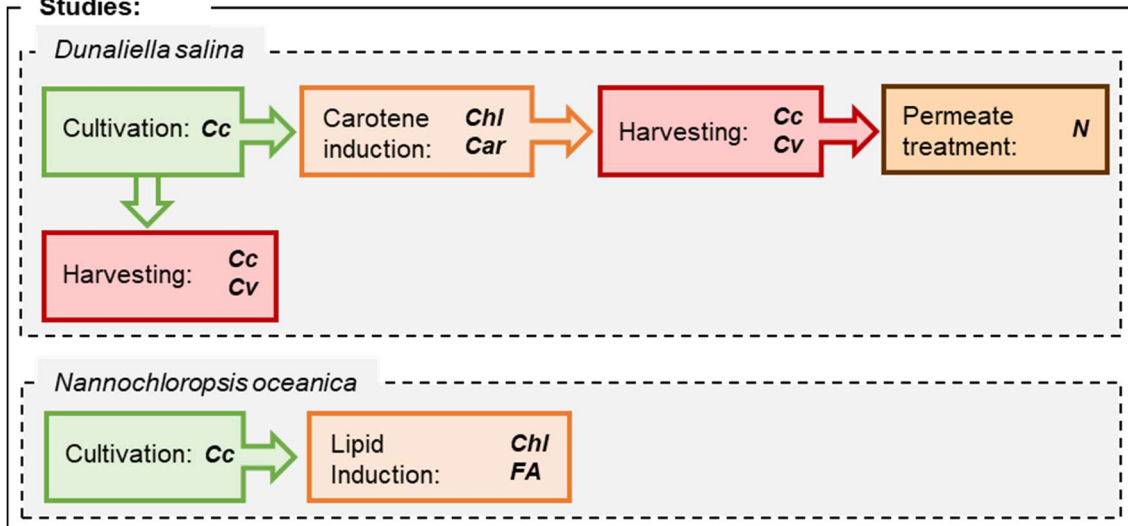 Studies:
Dunaliella salina
Cultivation: Cc
Carotene Chl
induction: Car
Harvesting: Cc
Cv
Permeate N
treatment:
Harvesting: Cc
Cv
Nannochloropsis oceanica
Cultivation: Cc
Lipid Chl
Induction: FA